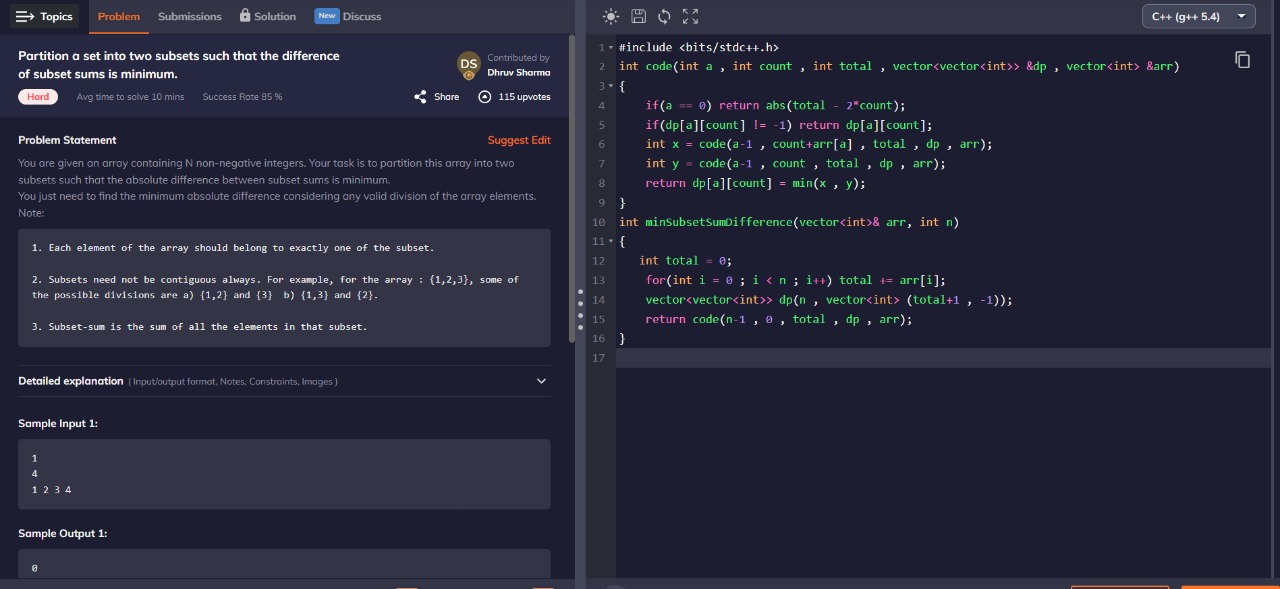 Topics
Problem
Submissions
Solution
New Discuss
Partition a set into two subsets such that the difference
of subset sums is minimum.
DS
Contributed by
Dhruv Sharma
Hard
Avg time to solve 10 mins
Success Rate 85 %
Share
115 upvotes
Problem Statement
Suggest Edit
You are given an array containing N non-negative integers. Your task is to partition this array into two
subsets such that the absolute difference between subset sums is minimum.
You just need to find the minimum absolute difference considering any valid division of the array elements.
Note:
1. Each element of the array should belong to exactly one of the subset.
2. Subsets need not be contiguous always. For example, for the array : {1,2,3}, some of
the possible divisions are a) {1,2} and {3}  b) {1,3} and {2}.
3. Subset-sum is the sum of all the elements in that subset.
Detailed explanation ( Input/output format, Notes, Constraints, Images )
Sample Input 1:
1
4
1 2 3 4
Sample Output 1:
0
C++ (g++ 5.4)
1 #include <bits/stdc++.h>
2 int code(int a , int count , int total , vector<vector<int>> &dp , vector<int> &arr)
3 {
4     if(a == 0) return abs(total - 2*count);
5     if(dp[a][count] != -1) return dp[a][count];
6     int x = code(a-1 , count+arr[a] , total , dp , arr);
7     int y = code(a-1 , count , total , dp , arr);
8     return dp[a][count] = min(x , y);
9 }
10 int minSubsetSumDifference(vector<int>& arr, int n)
11 {
12    int total = 0;
13     for(int i = 0 ; i < n ; i++) total += arr[i];
14     vector<vector<int>> dp(n , vector<int> (total+1 , -1));
15     return code(n-1 , 0 , total , dp , arr);
16 }
17